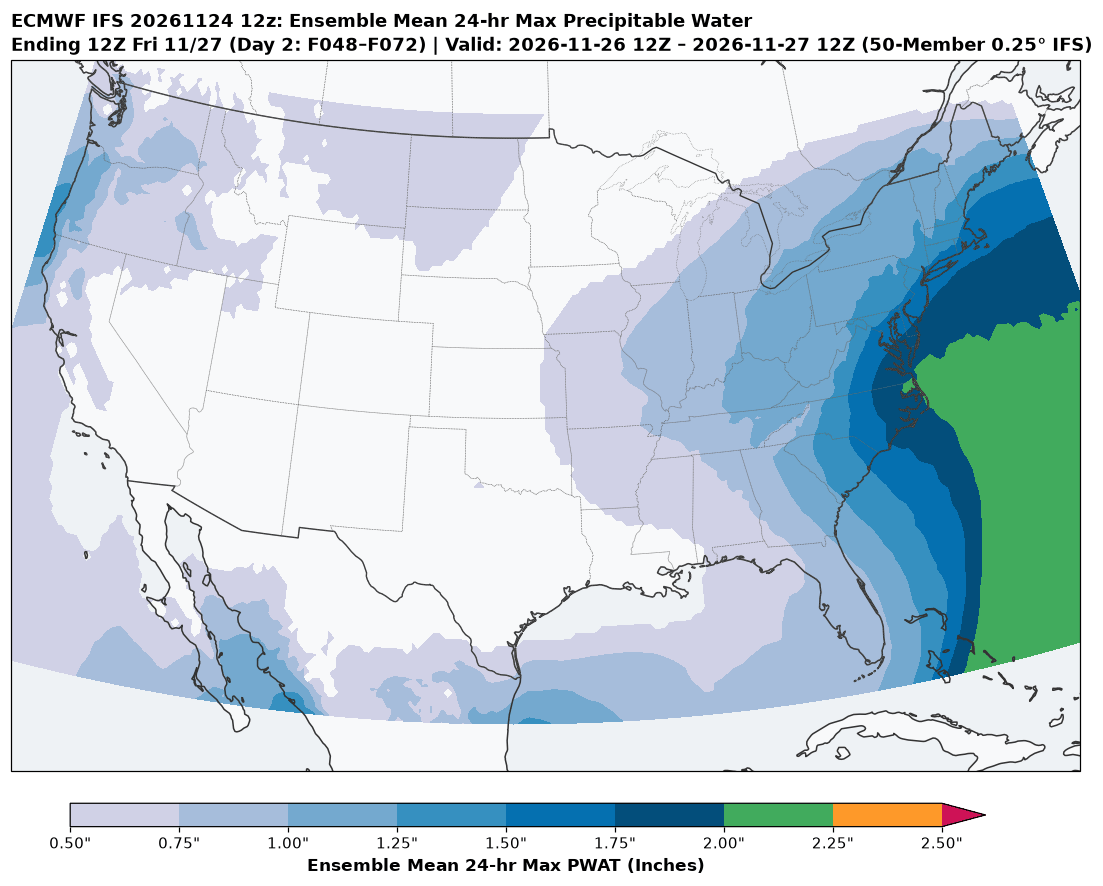 ECMWF IFS 20261124 12z: Ensemble Mean 24-hr Max Precipitable Water
Ending 12Z Fri 11/27 (Day 2: F048–F072) | Valid: 2026-11-26 12Z – 2026-11-27 12Z (50-Member 0.25° IFS)
0.50" 0.75" 1.00" 1.25" 1.50" 1.75" 2.00" 2.25" 2.50"
Ensemble Mean 24-hr Max PWAT (Inches)